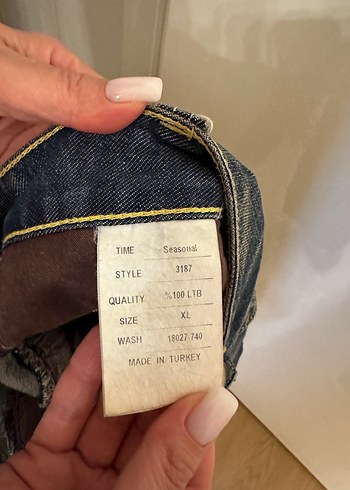 TIME Seasonal
STYLE 3187
QUALITY %100 LTB
SIZE XL
WASH 18027 740
MADE IN TURKEY